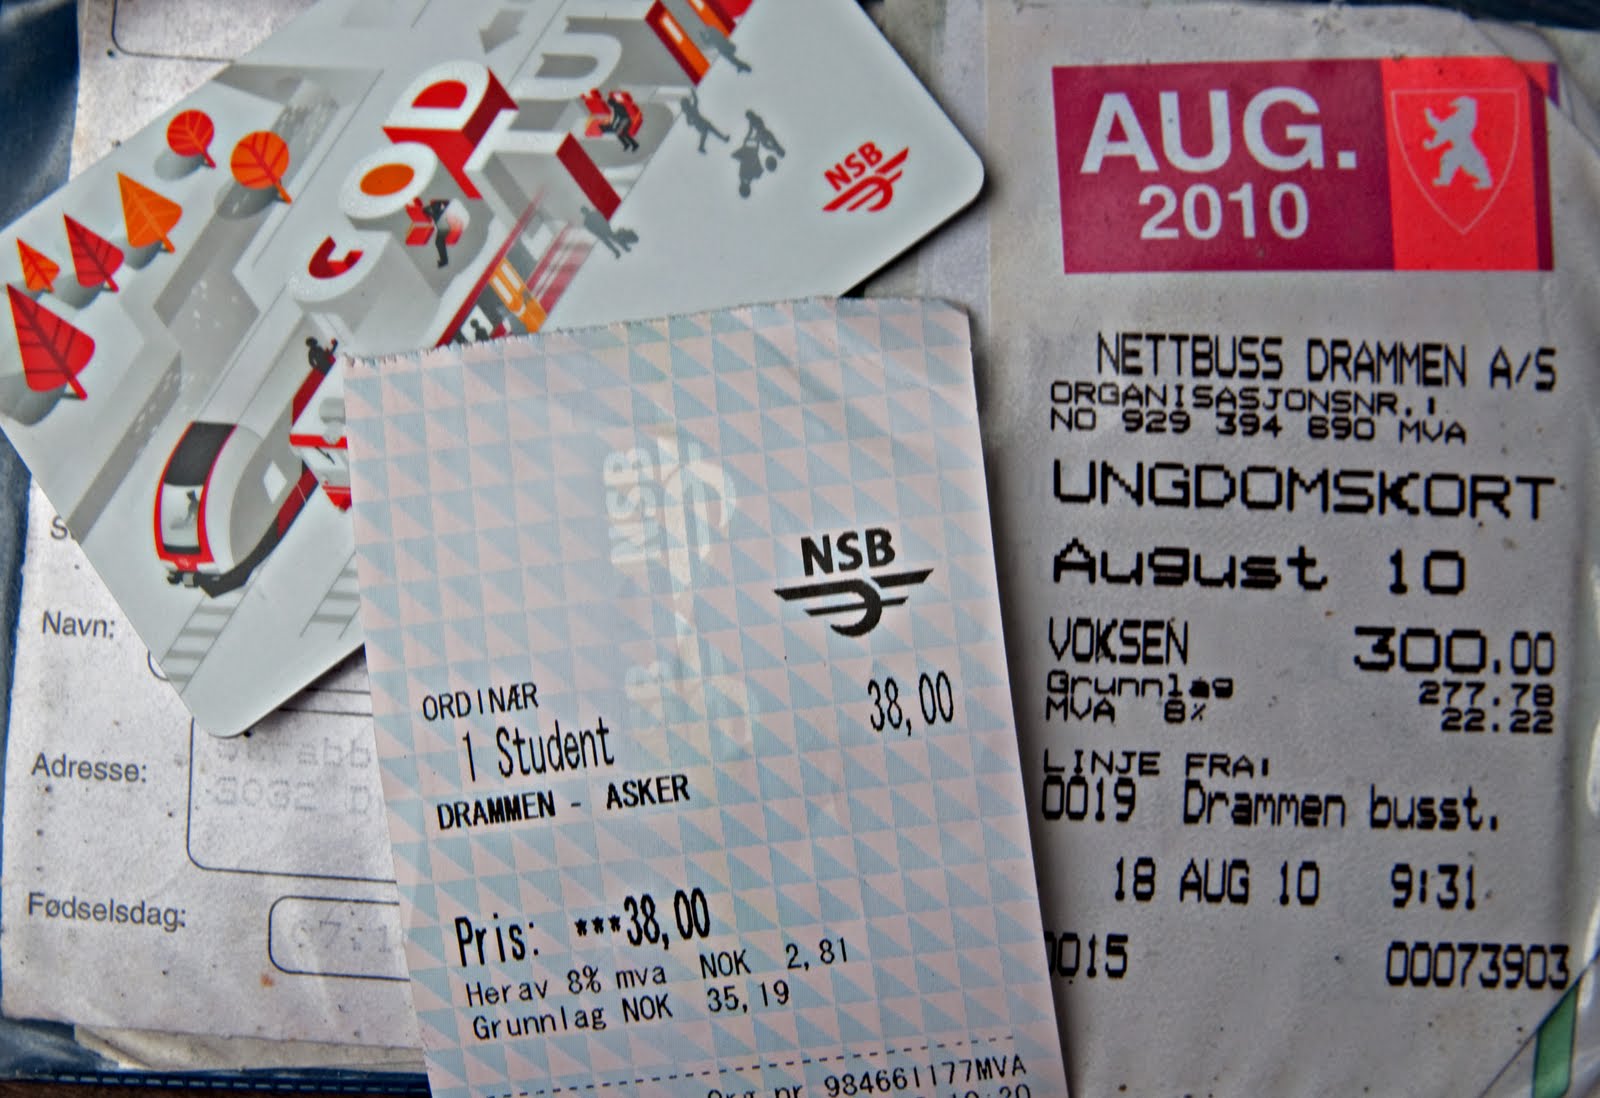 NSB
Navn:
Adresse:
Fødselsdag:
NSB
NSB
ORDINÆR 38,00
1 Student
DRAMMEN - ASKER
Pris: ***38,00
Herav 8% mva NOK 2,81
Grunnlag NOK 35,19
Org nr 984661177MVA
AUG.
2010
NETTBUSS DRAMMEN A/S
ORGANISASJONSNR.:
NO 929 394 690 MVA
UNGDOMSKORT
August 10
VOKSEN 300.00
Grunnlag 277.78
MVA 8% 22.22
LINJE FRA:
0019 Drammen busst.
18 AUG 10 9:31
0015 00073903